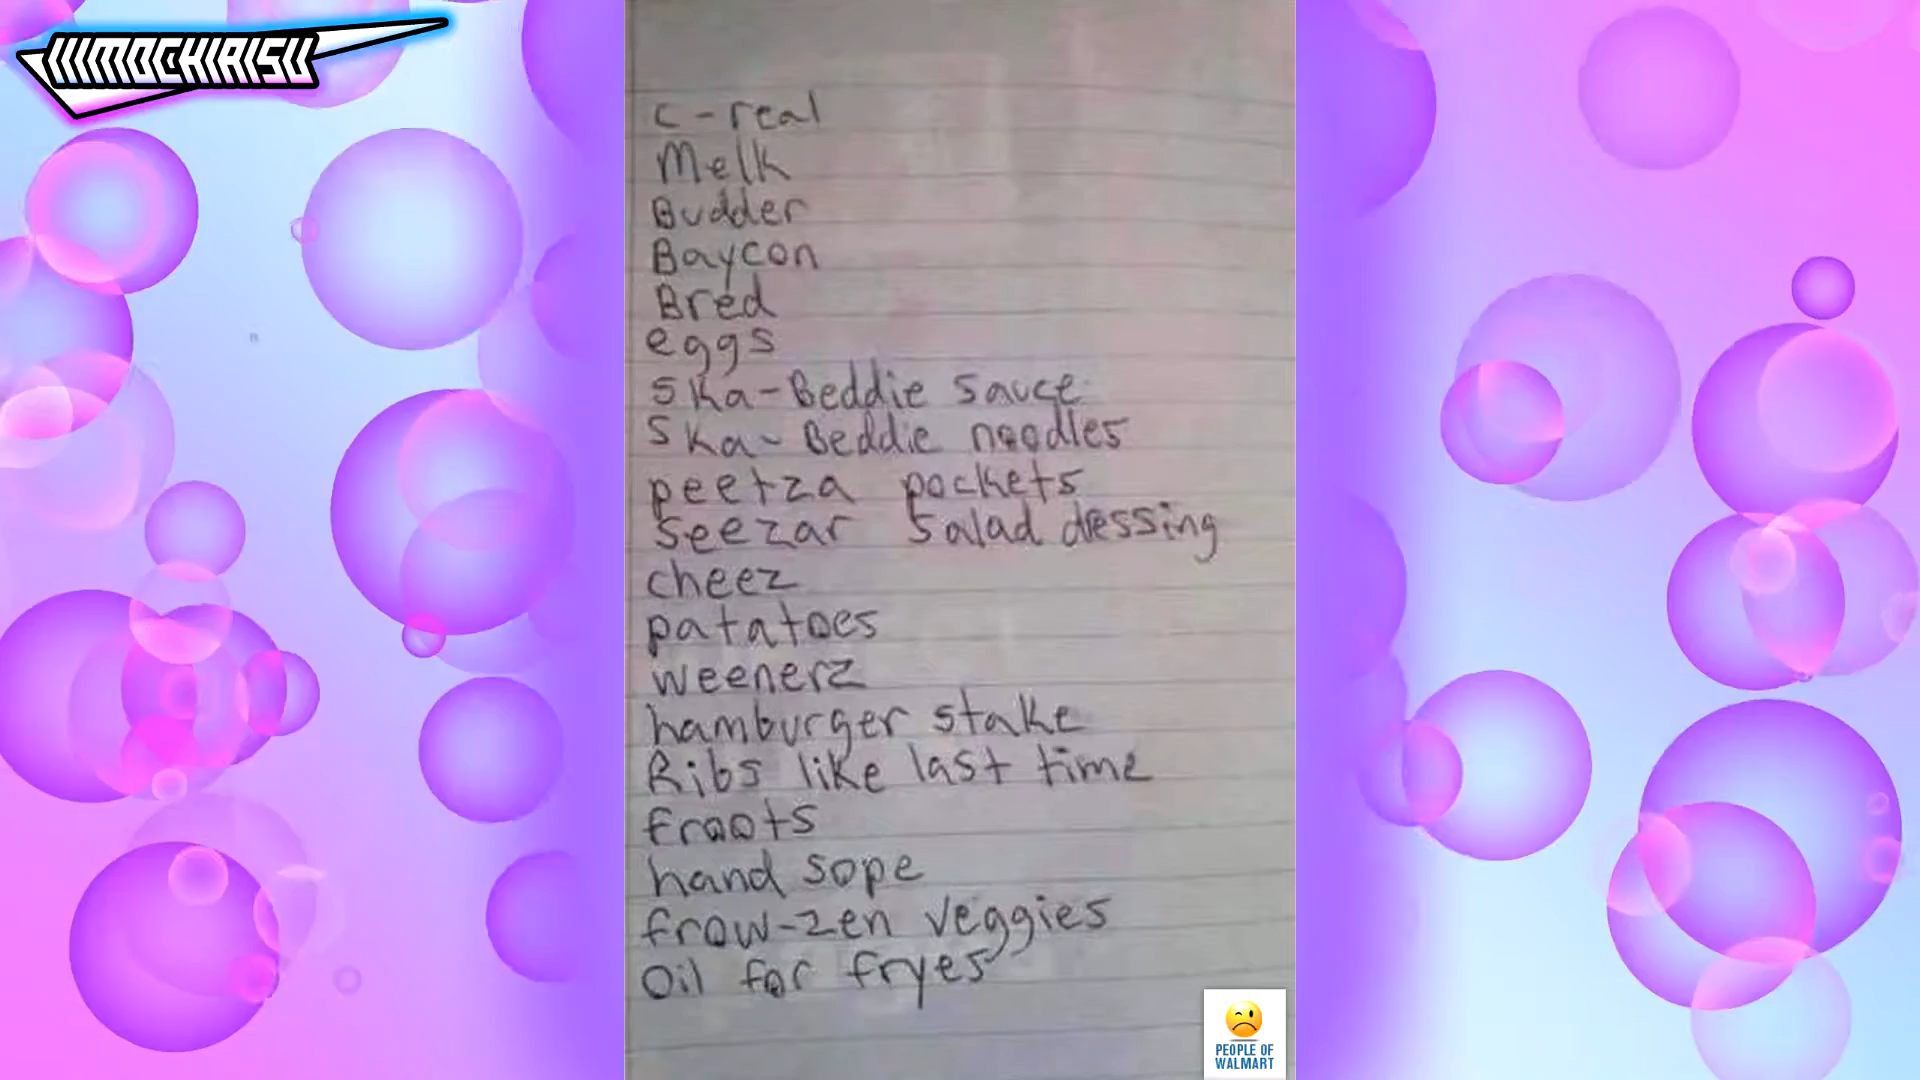 IIMOCHIRISU
c-real
Melk
Budder
Baycon
Bred
eggs
Ska-Beddie sauce
Ska-Beddie noodles
peetza pockets
Seezar Salad dressing
cheez
patatoes
weenerz
hamburger stake
Ribs like last time
froots
hand sope
frow-zen veggies
Oil for fryes
PEOPLE OF
WALMART